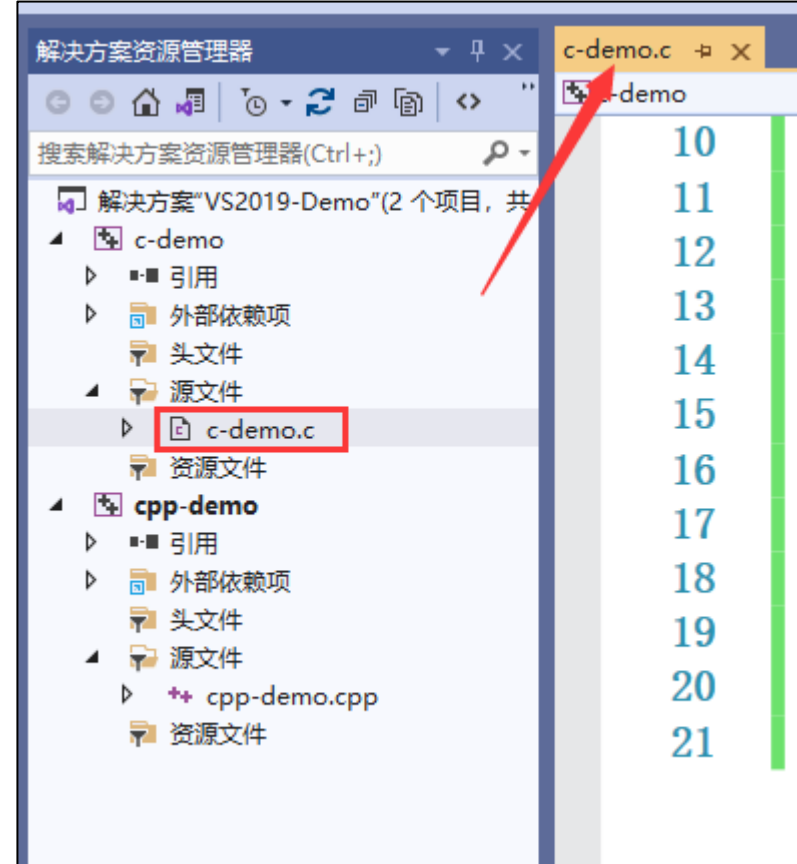 解决方案资源管理器
c-demo.c
搜索解决方案资源管理器(Ctrl+;)
解决方案"VS2019-Demo"(2 个项目，共
c-demo
引用
外部依赖项
头文件
源文件
c-demo.c
资源文件
cpp-demo
引用
外部依赖项
头文件
源文件
cpp-demo.cpp
资源文件
-demo
10
11
12
13
14
15
16
17
18
19
20
21